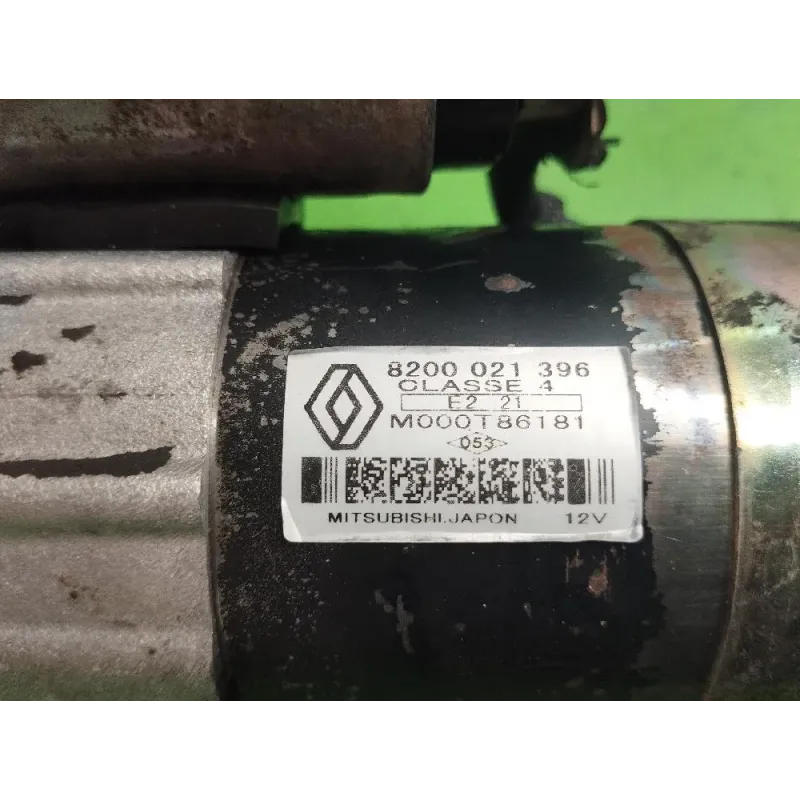 8200 021 396
CLASSE 4
E2 21
M000T86181
053
MITSUBISHI.JAPON 12V